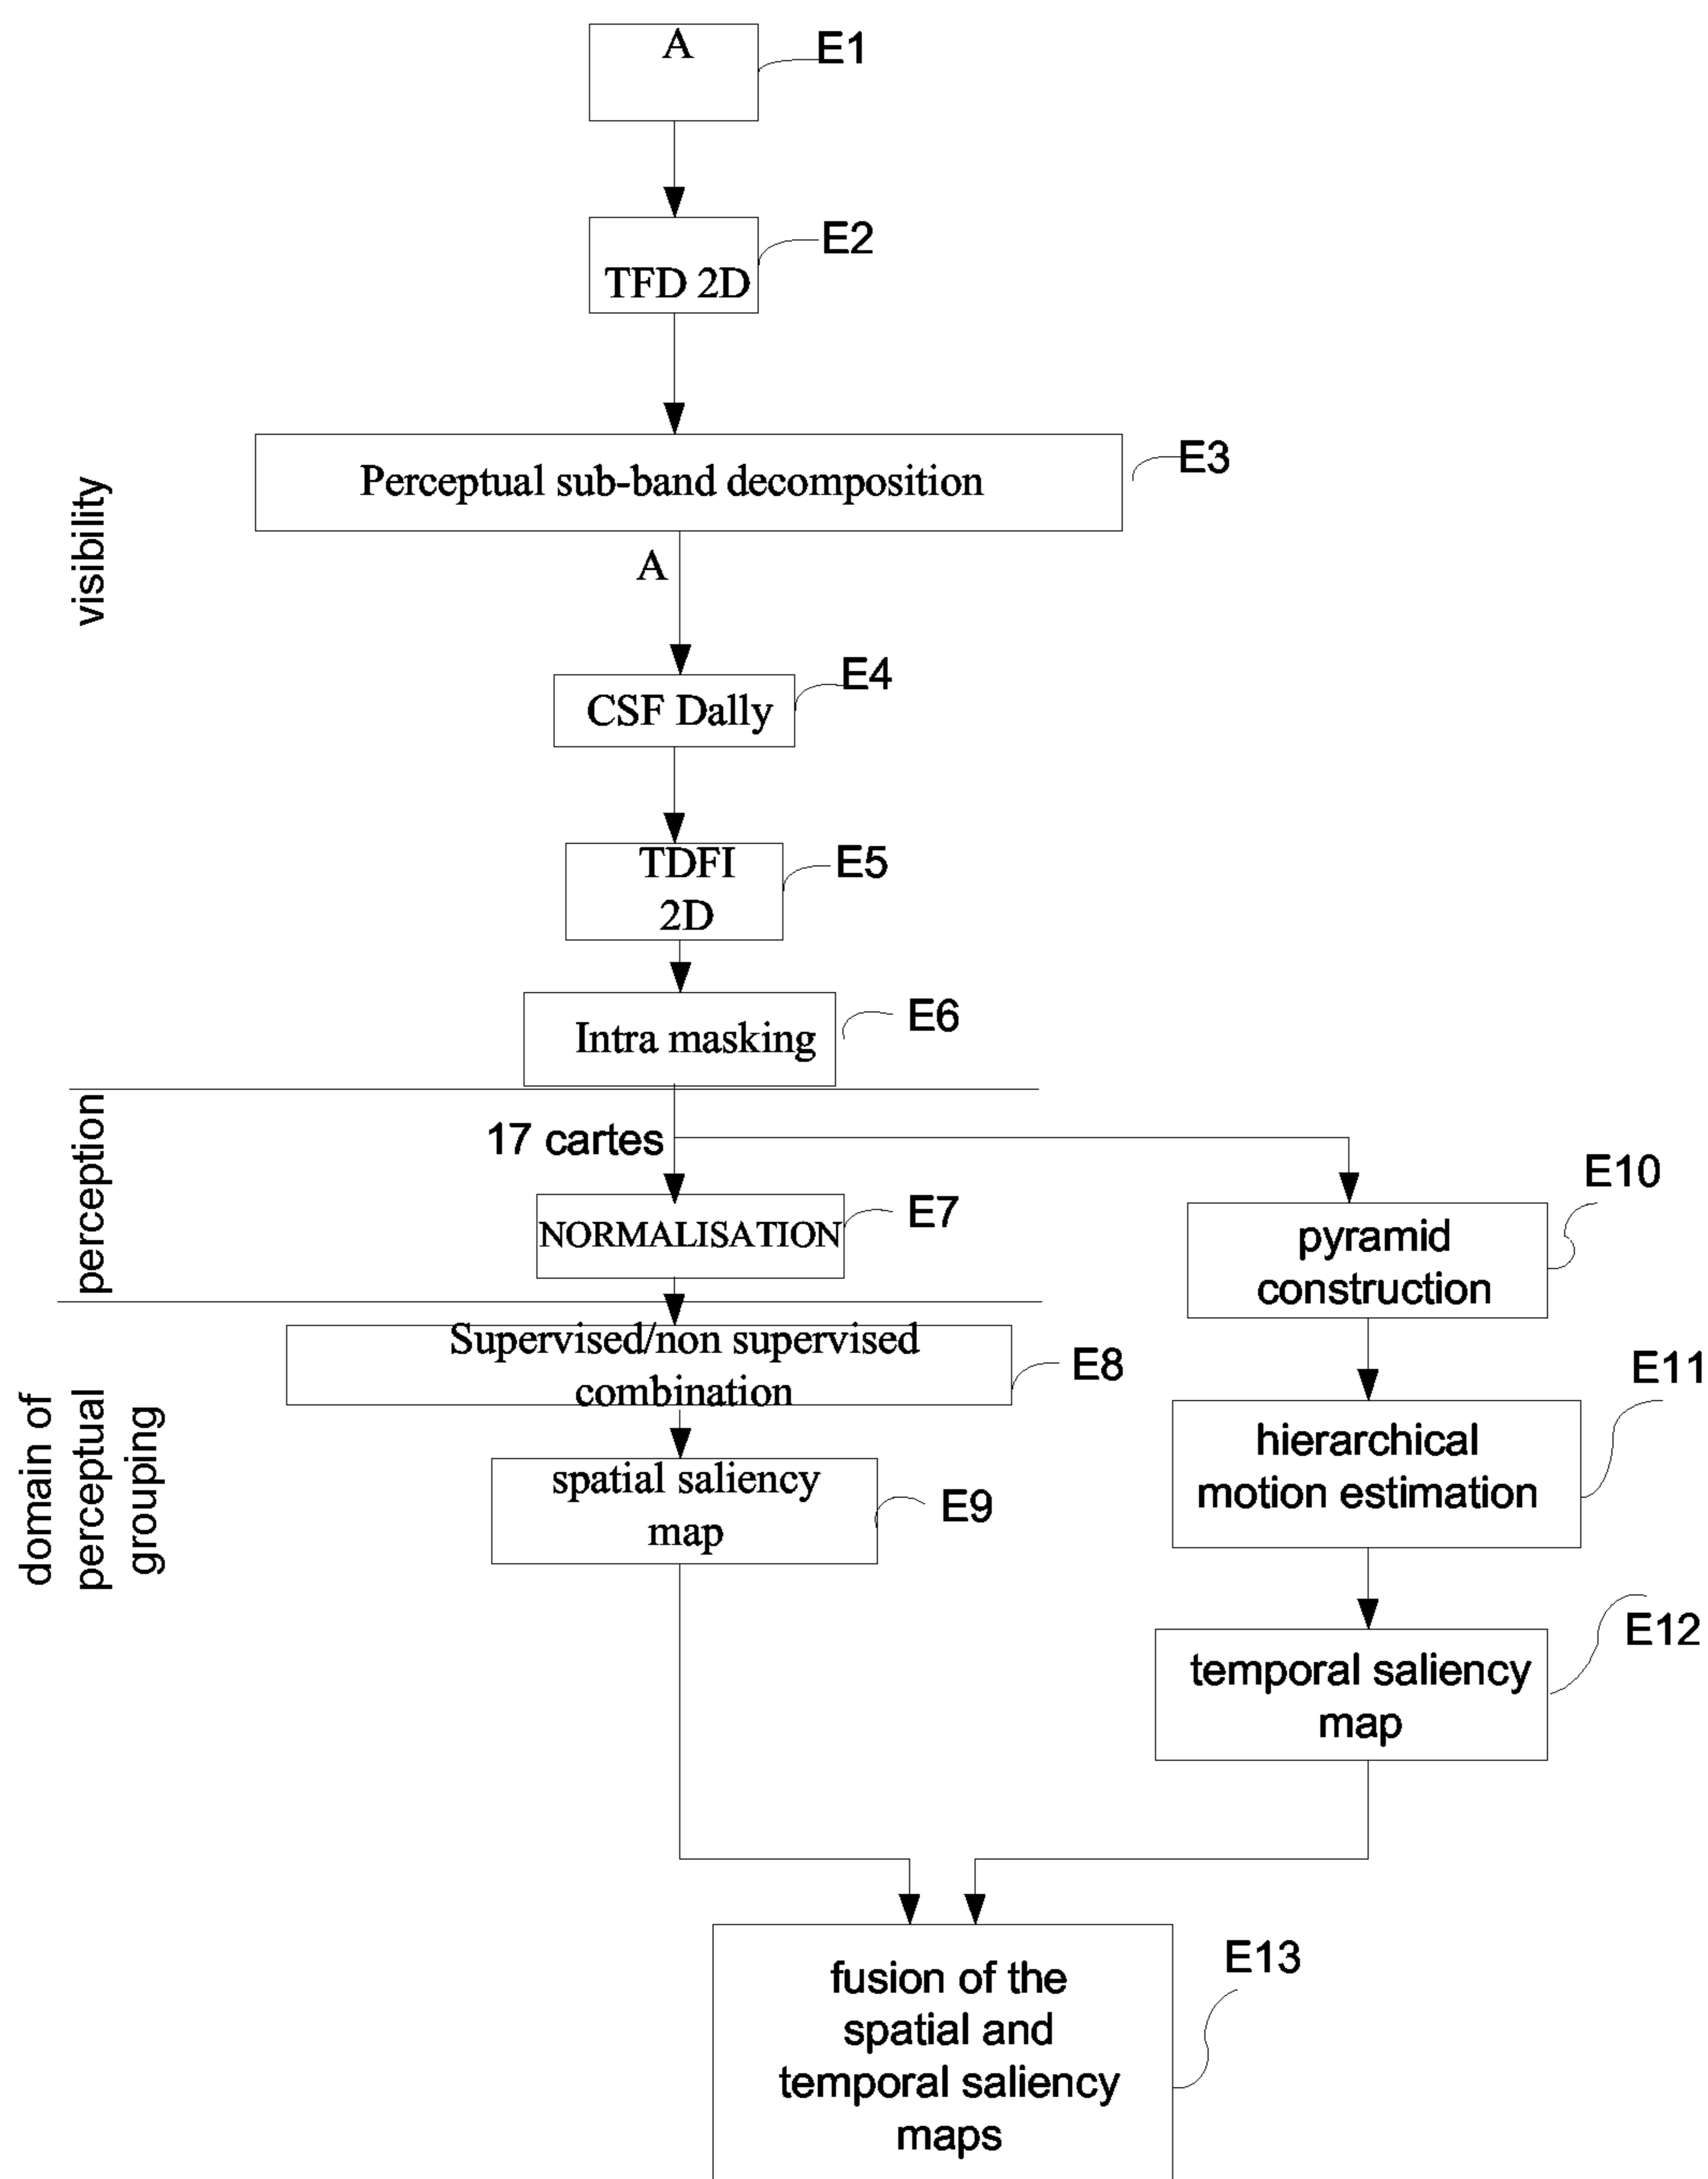 A
E1
E2
TFD 2D
Perceptual sub-band decomposition
E3
visibility
A
E4
CSF Dally
TDFI
2D
E5
E6
Intra masking
perception
17 cartes
E7
NORMALISATION
E10
pyramid
construction
domain of
perceptual
grouping
Supervised/non supervised
combination
E8
E11
hierarchical
motion estimation
spatial saliency
map
E9
E12
temporal saliency
map
E13
fusion of the
spatial and
temporal saliency
maps